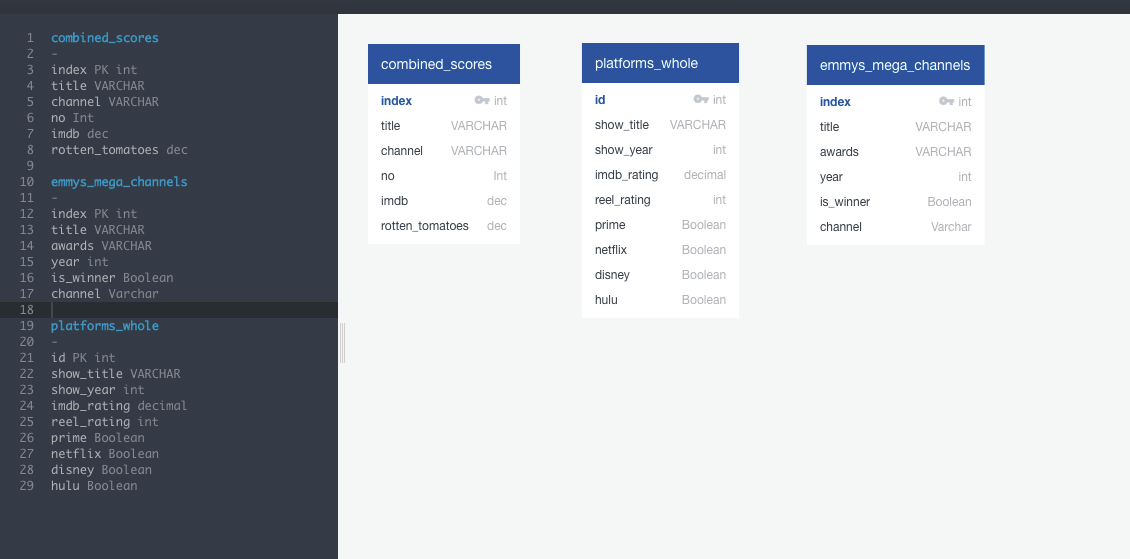 1 combined_scores
2 -
3 index PK int
4 title VARCHAR
5 channel VARCHAR
6 no Int
7 imdb dec
8 rotten_tomatoes dec
9
10 emmys_mega_channels
11 -
12 index PK int
13 title VARCHAR
14 awards VARCHAR
15 year int
16 is_winner Boolean
17 channel Varchar
18
19 platforms_whole
20 -
21 id PK int
22 show_title VARCHAR
23 show_year int
24 imdb_rating decimal
25 reel_rating int
26 prime Boolean
27 netflix Boolean
28 disney Boolean
29 hulu Boolean
combined_scores
index int
title VARCHAR
channel VARCHAR
no Int
imdb dec
rotten_tomatoes dec
platforms_whole
id int
show_title VARCHAR
show_year int
imdb_rating decimal
reel_rating int
prime Boolean
netflix Boolean
disney Boolean
hulu Boolean
emmys_mega_channels
index int
title VARCHAR
awards VARCHAR
year int
is_winner Boolean
channel Varchar